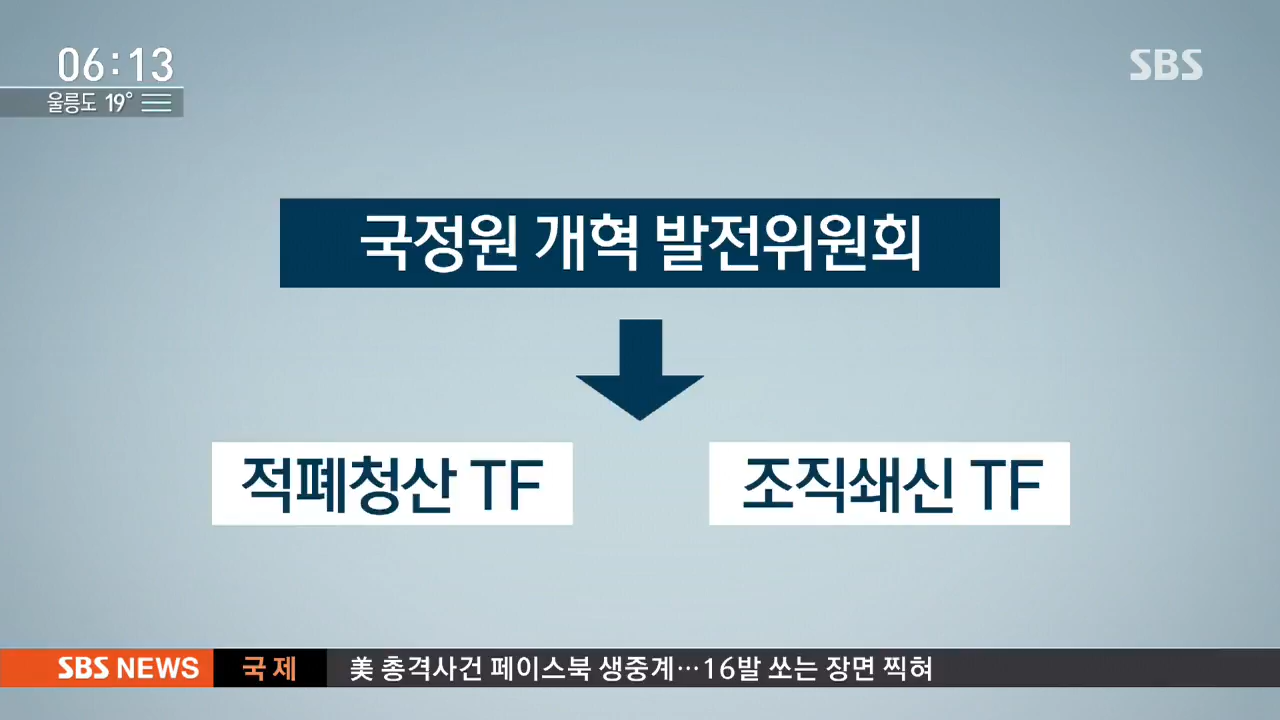 06:13
SBS
울릉도 19°
국정원 개혁 발전위원회
적폐청산 TF
조직쇄신 TF
SBS NEWS 국제 美 총격사건 페이스북 생중계…16발 쏘는 장면 찍혀